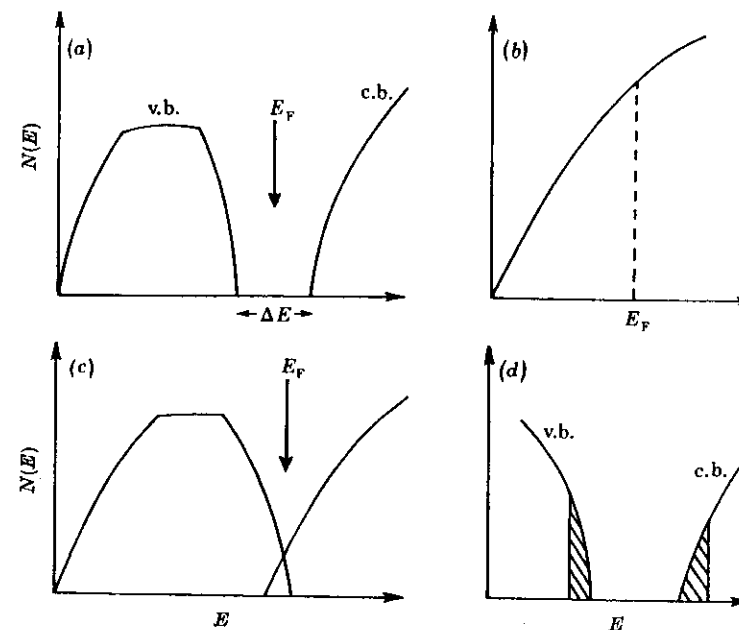 (a)
v.b.
E_F
c.b.
N(E)
ΔE
(b)
E_F
(c)
E_F
N(E)
E
(d)
v.b.
c.b.
E